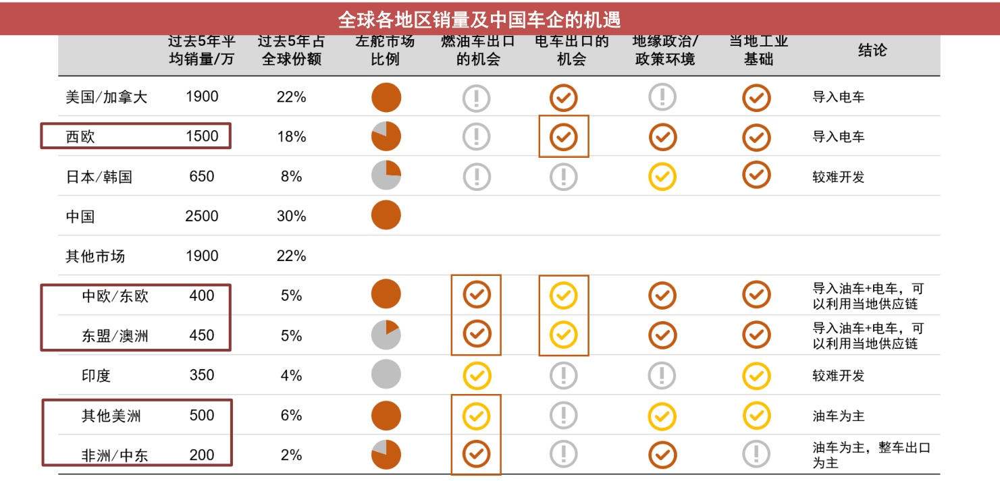 全球各地区销量及中国车企的机遇
过去5年平 过去5年占 左舵市场 燃油车出口 电车出口的 地缘政治/ 当地工业
均销量/万 全球份额 比例 的机会 机会 政策环境 基础 结论
美国/加拿大 1900 22% 导入电车
西欧 1500 18% 导入电车
日本/韩国 650 8% 较难开发
中国 2500 30%
其他市场 1900 22%
中欧/东欧 400 5% 导入油车+电车，可
以利用当地供应链
东盟/澳洲 450 5% 导入油车+电车，可
以利用当地供应链
印度 350 4% 较难开发
其他美洲 500 6% 油车为主
非洲/中东 200 2% 油车为主，整车出口
为主